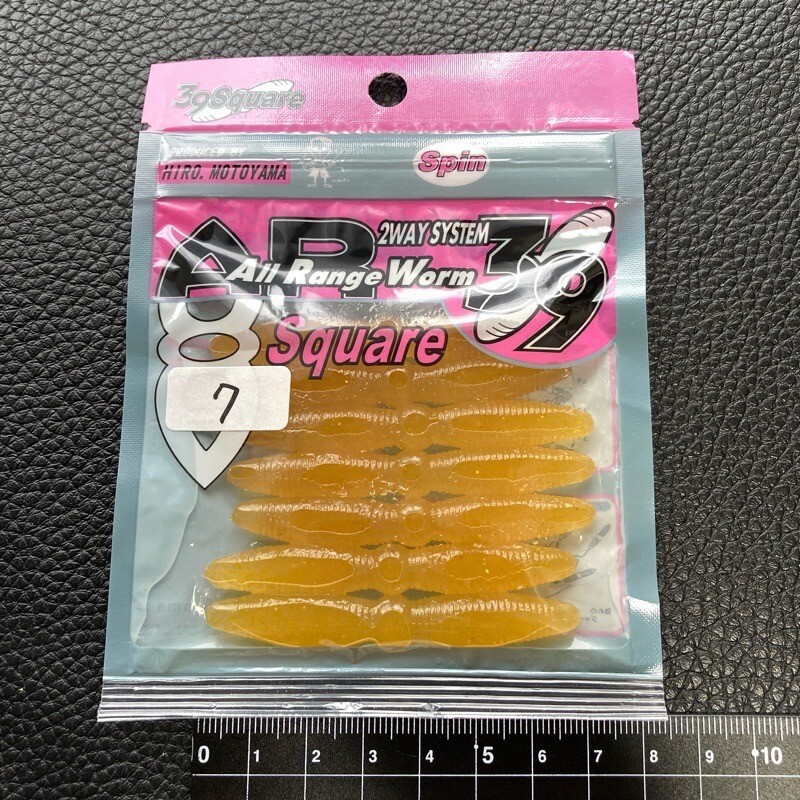 39Square
PRODUCED BY
HIRO. MOTOYAMA
Spin
AR
2WAY SYSTEM
39
All Range Worm
Square
7
0 1 2 3 4 5 6 7 8 9 10